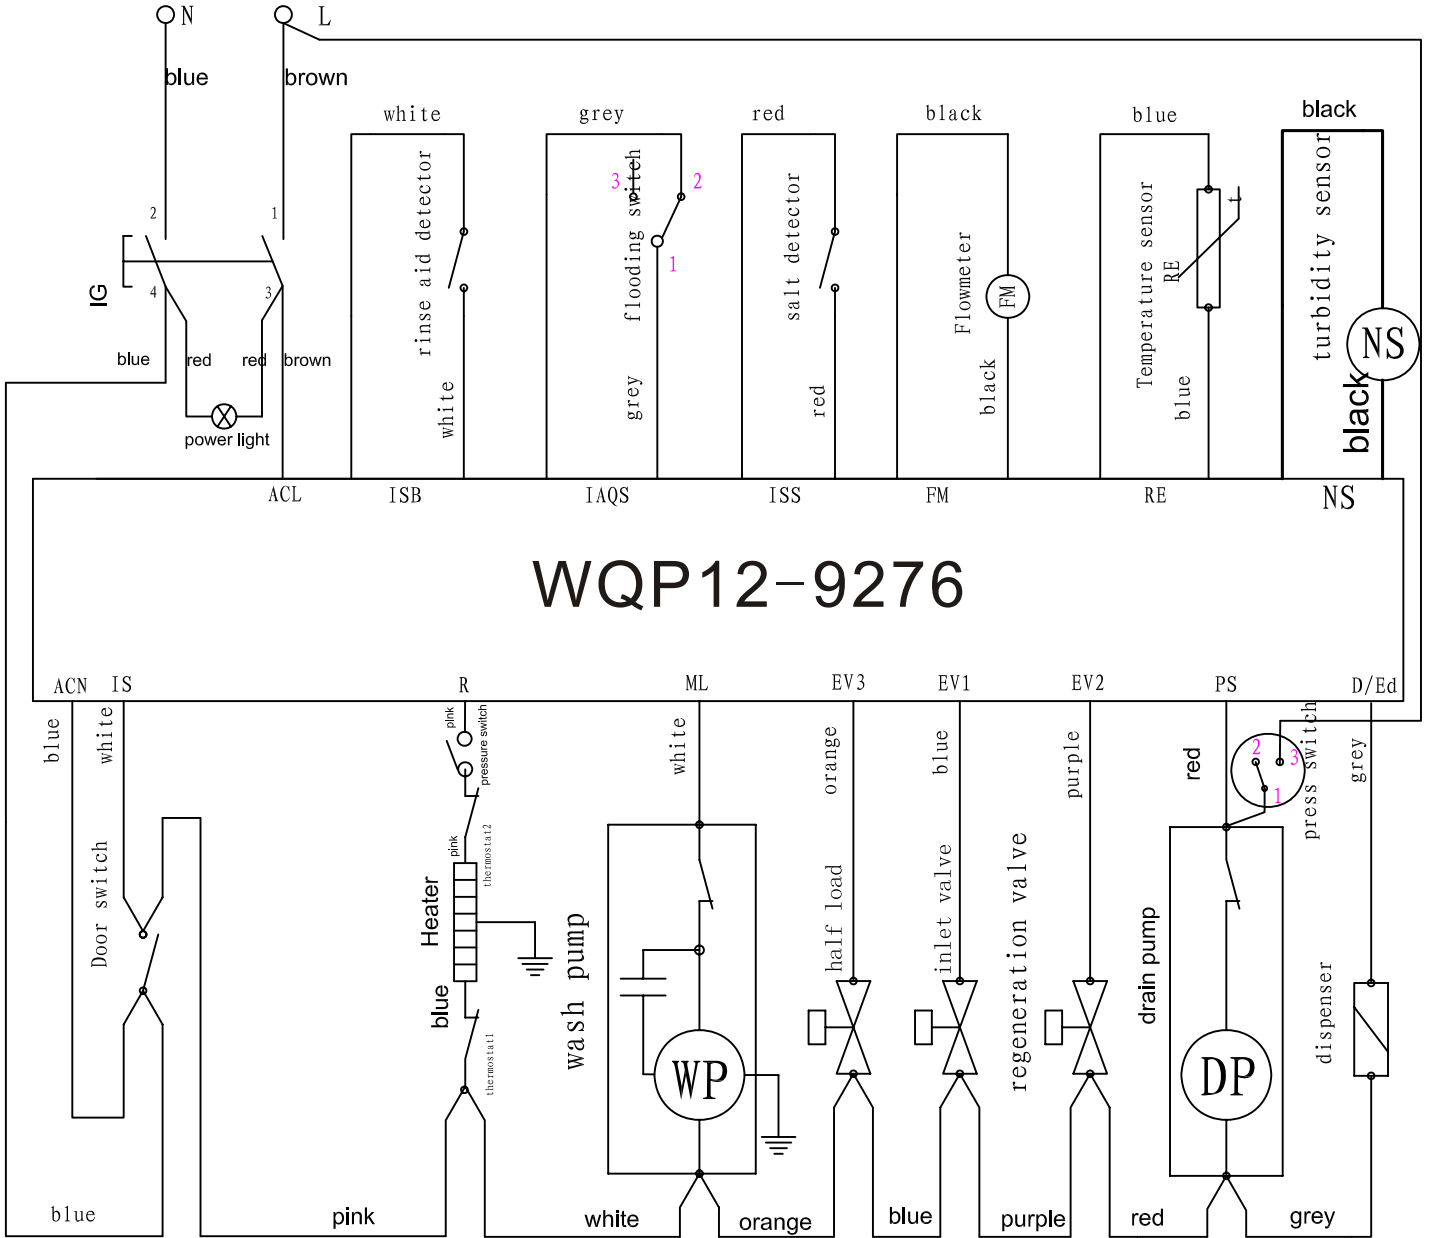 N
L
blue
brown
white
grey
red
black
blue
black
rinse aid detector
flooding switch
3
2
1
salt detector
Flowmeter
FM
Temperature sensor
RE
t
turbidity sensor
NS
2
1
4
3
IG
blue
red
red
brown
power light
white
grey
red
black
blue
black
ACL
ISB
IAQS
ISS
FM
RE
NS
WQP12-9276
ACN
IS
R
ML
EV3
EV1
EV2
PS
D/Ed
blue
white
pink
pressure switch
white
orange
blue
purple
red
2
3
1
press switch
grey
Door switch
pink
thermostat2
Heater
blue
thermostat1
wash pump
WP
half load
inlet valve
regeneration valve
drain pump
DP
dispenser
blue
pink
white
orange
blue
purple
red
grey